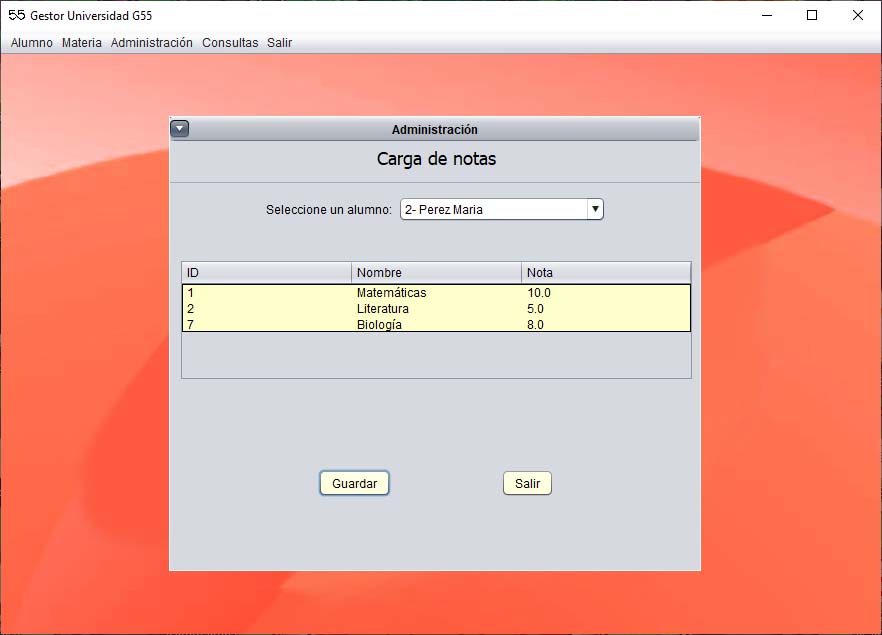 55 Gestor Universidad G55
Alumno Materia Administración Consultas Salir
Administración
Carga de notas
Seleccione un alumno: 2- Perez Maria
ID Nombre Nota
1 Matemáticas 10.0
2 Literatura 5.0
7 Biología 8.0
Guardar Salir